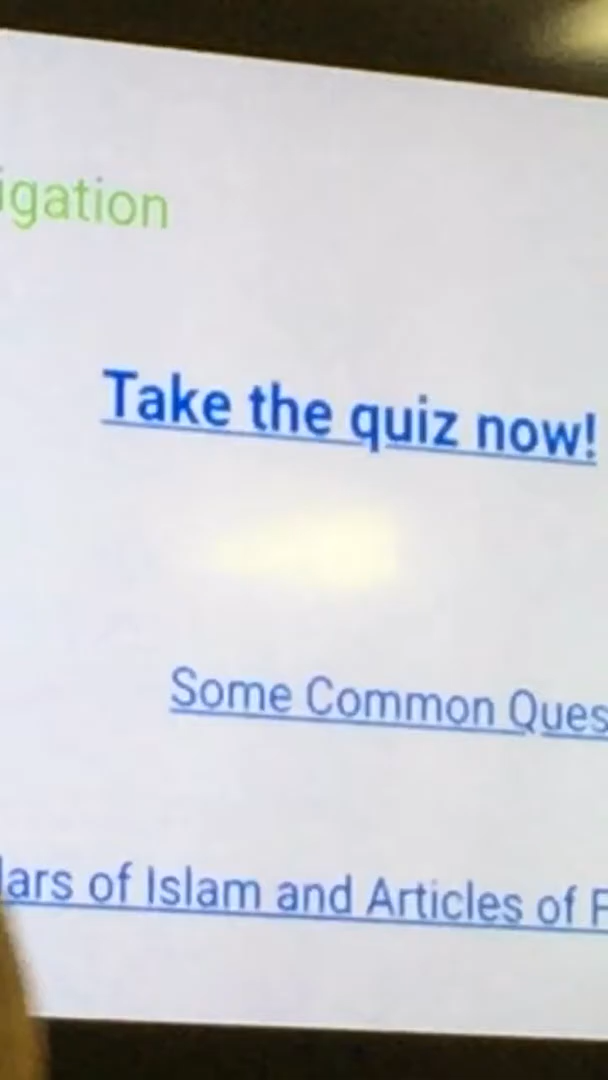 igation
Take the quiz now!
Some Common Ques
lars of Islam and Articles of F